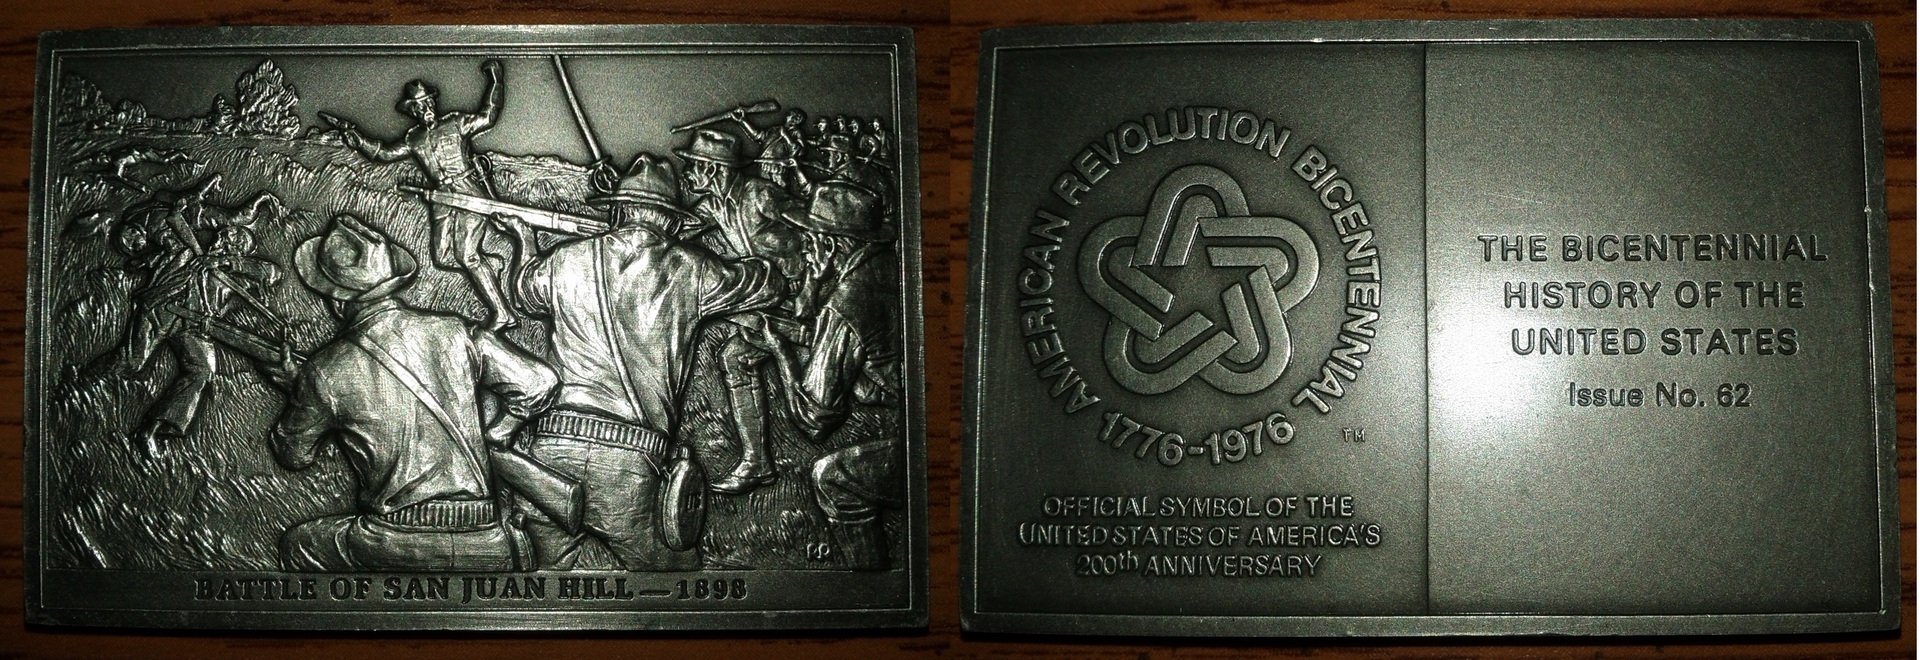 RP
BATTLE OF SAN JUAN HILL — 1898
AMERICAN REVOLUTION BICENTENNIAL
1776-1976
TM
OFFICIAL SYMBOL OF THE
UNITED STATES OF AMERICA'S
200th ANNIVERSARY
THE BICENTENNIAL
HISTORY OF THE
UNITED STATES
Issue No. 62